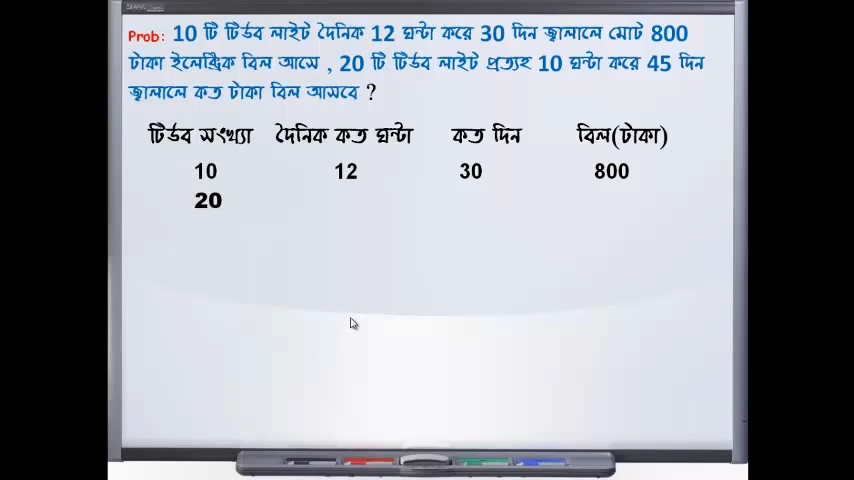 Prob: 10 টি টিউব লাইট দৈনিক 12 ঘন্টা করে 30 দিন জ্বালালে মোট 800
টাকা ইলেক্ট্রিক বিল আসে , 20 টি টিউব লাইট প্রত্যহ 10 ঘন্টা করে 45 দিন
জ্বালালে কত টাকা বিল আসবে ?
টিউব সংখ্যা দৈনিক কত ঘন্টা কত দিন বিল(টাকা)
10 12 30 800
20